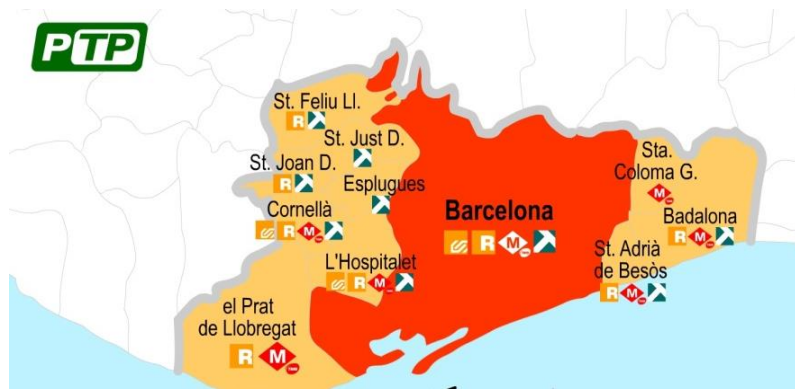 PTP
St. Feliu Ll.
R
St. Just D.
St. Joan D.
R
Esplugues
Cornellà
R M
Barcelona
R M
L'Hospitalet
R M
el Prat
de Llobregat
R M
Sta.
Coloma G.
M
Badalona
R M
St. Adrià
de Besòs
R M